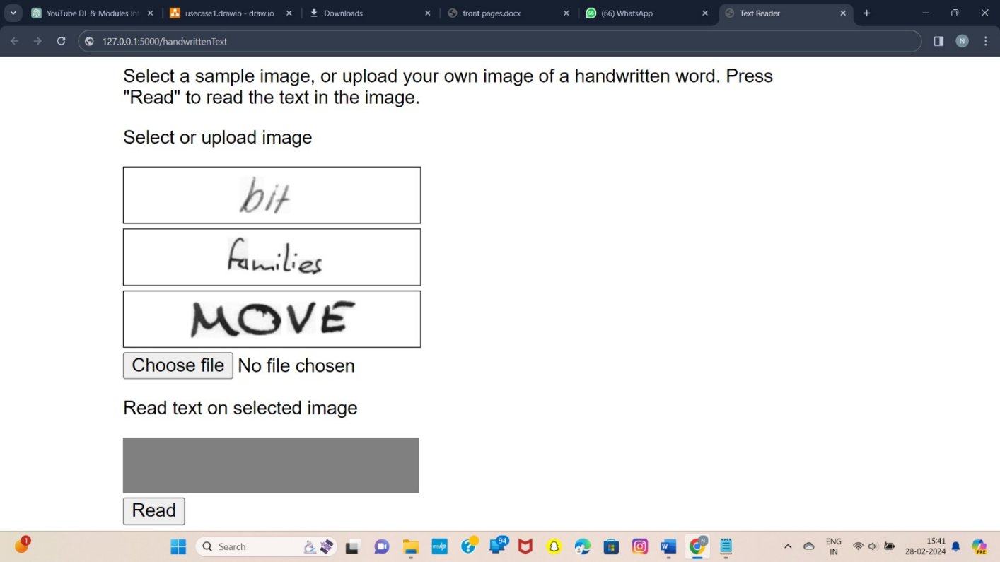 YouTube DL & Modules In
usecase1.drawio - draw.io
Downloads
front pages.docx
(66) WhatsApp
Text Reader
127.0.0.1:5000/handwrittenText
N
Select a sample image, or upload your own image of a handwritten word. Press
"Read" to read the text in the image.
Select or upload image
bit
families
MOVE
Choose file No file chosen
Read text on selected image
Read
1
Search
myhp
94
N
ENG
IN
15:41
28-02-2024
PRE